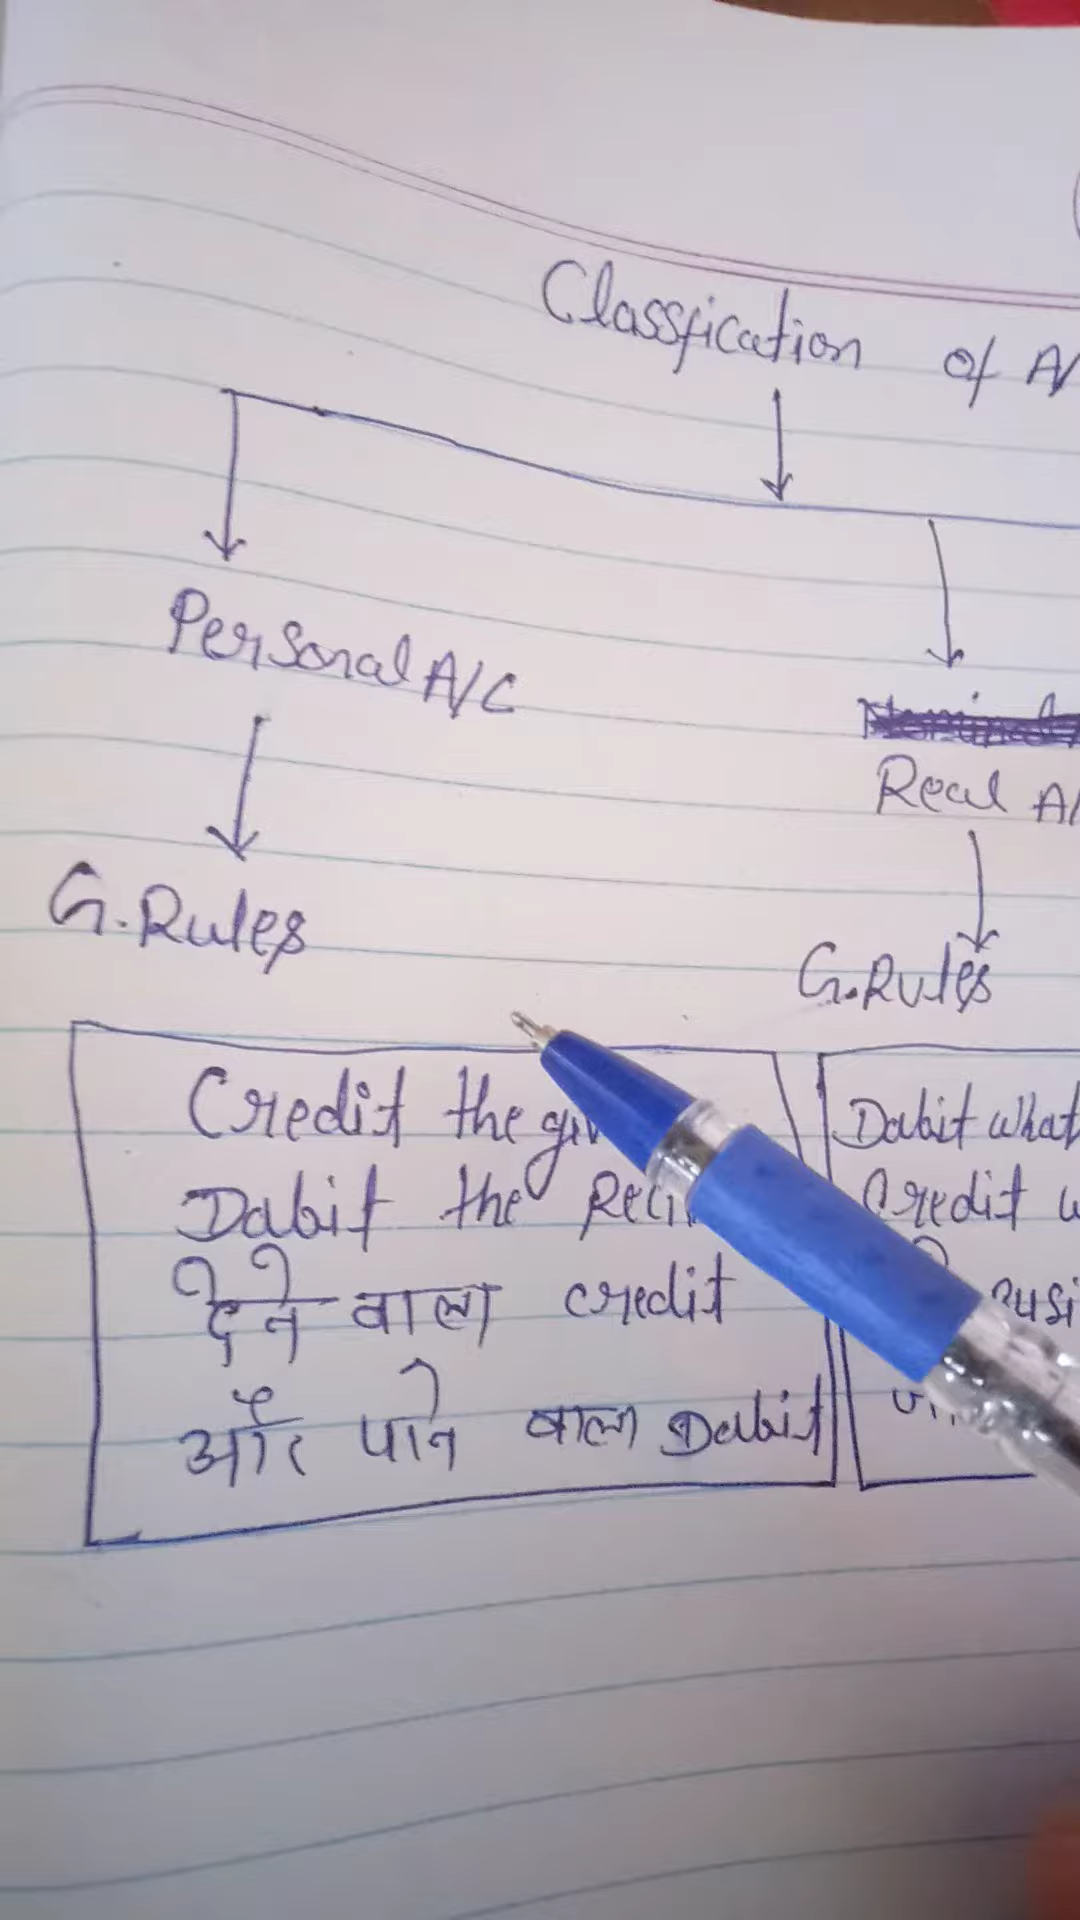 Classfication of A/
Personal A/C
Real A/
G.Rules
G.Rules
Credit the
Dabit the
देने वाला credit
और पाने वाला Dabit
Dabit what
Credit